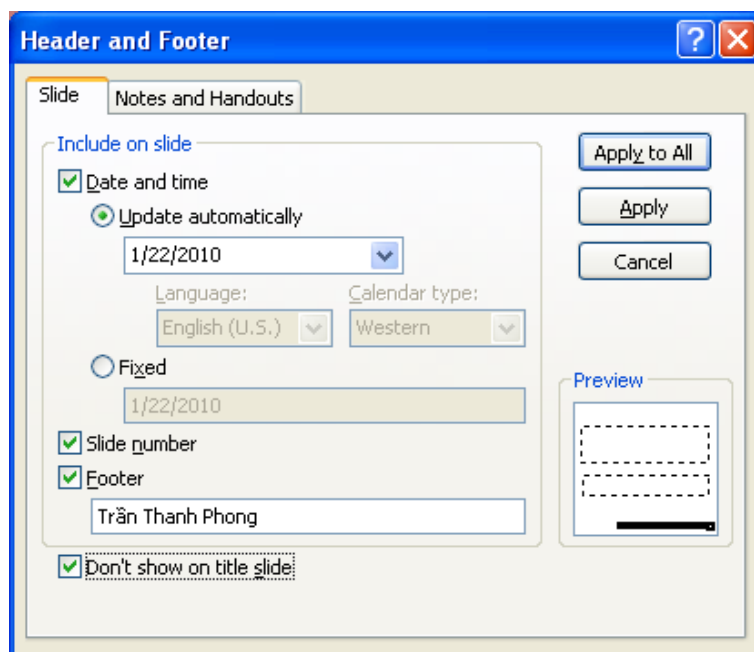 Header and Footer
Slide
Notes and Handouts
Include on slide
Date and time
Update automatically
1/22/2010
Language:
Calendar type:
English (U.S.)
Western
Fixed
1/22/2010
Slide number
Footer
Trần Thanh Phong
Don't show on title slide
Apply to All
Apply
Cancel
Preview